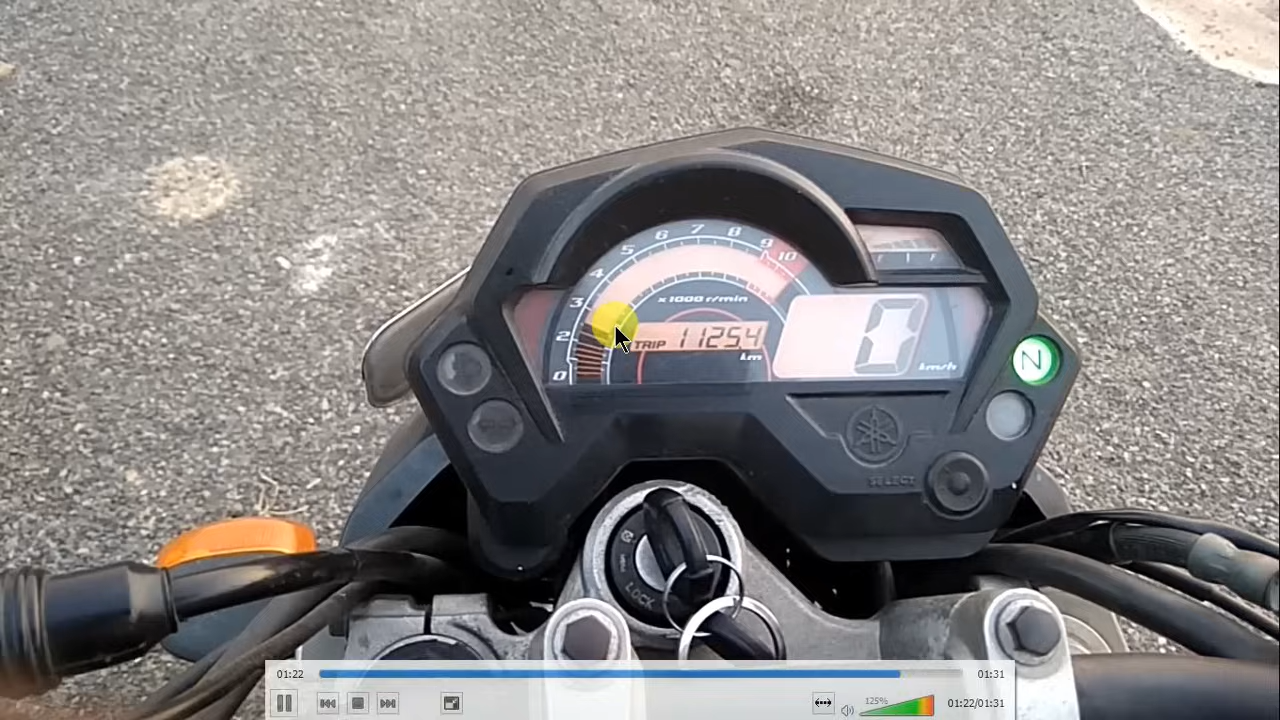 0 2 3 4 5 6 7 8 9 10
x 1000 r/min
TRIP 1125.4
km
0
km/h
N
SELECT
LOCK
01:22
01:31
125%
01:22/01:31